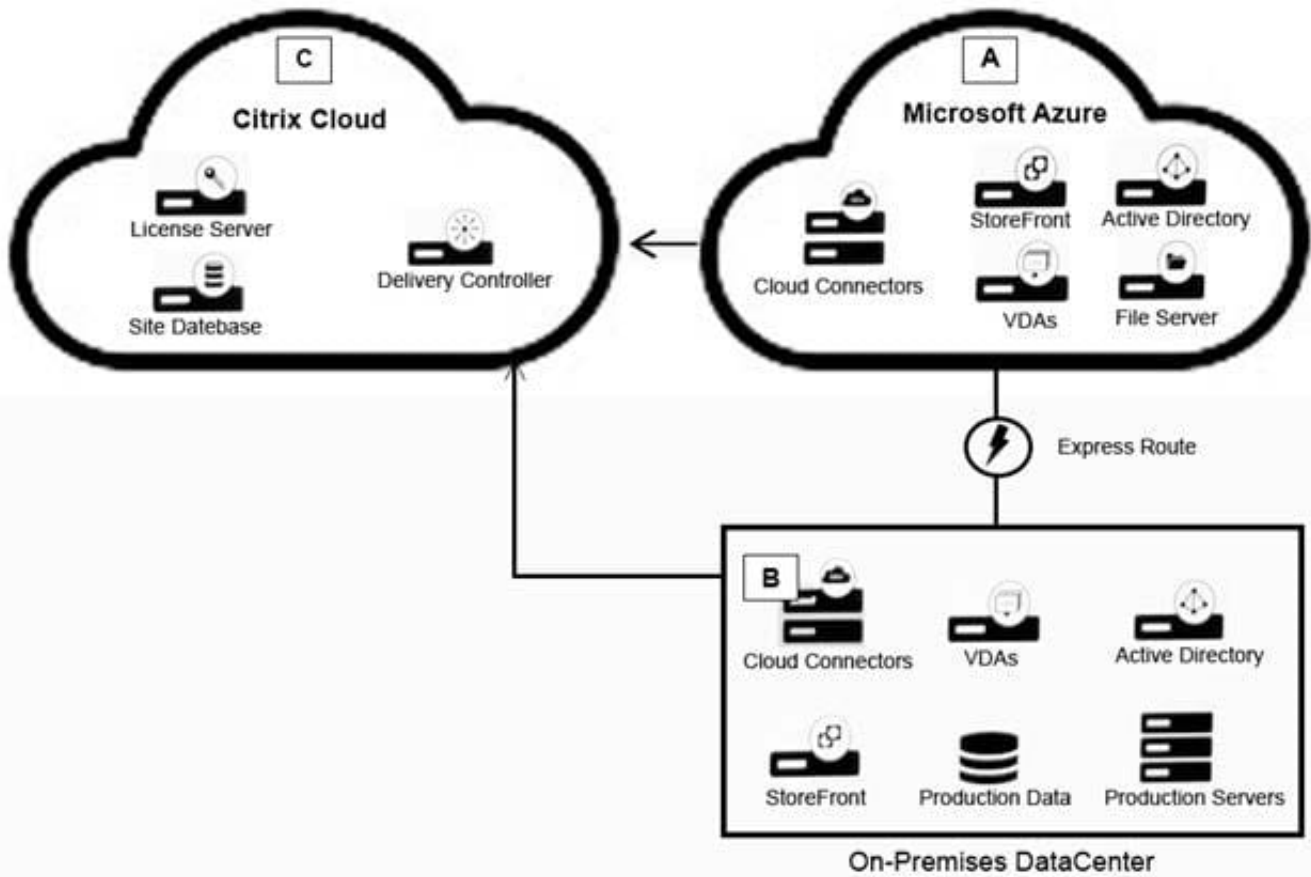 C
Citrix Cloud
License Server
Delivery Controller
Site Datebase
A
Microsoft Azure
StoreFront
Active Directory
Cloud Connectors
VDAs
File Server
Express Route
B
Cloud Connectors
VDAs
Active Directory
StoreFront
Production Data
Production Servers
On-Premises DataCenter